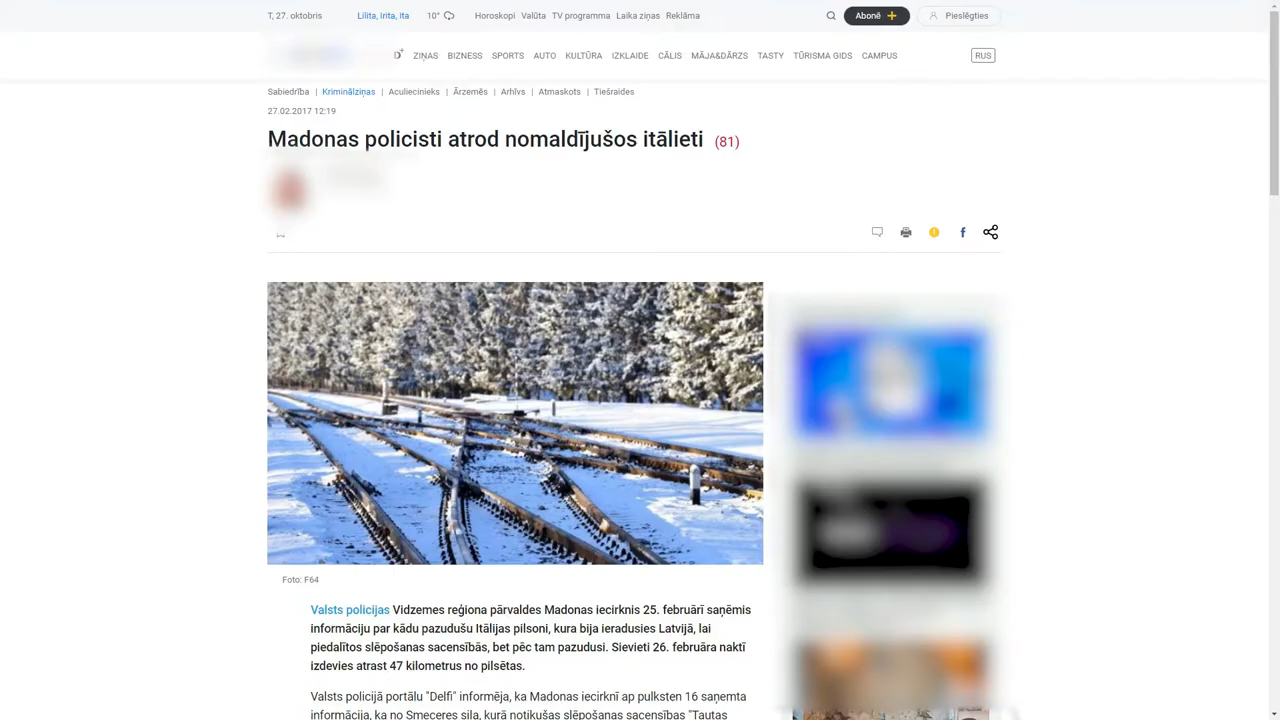 T, 27. oktobris
Lilita, Irita, Ita
10°
Horoskopi Valūta TV programma Laika ziņas Reklāma
Abonē
Pieslēgties
ZIŅAS BIZNESS SPORTS AUTO KULTŪRA IZKLAIDE CĀLIS MĀJA&DĀRZS TASTY TŪRISMA GIDS CAMPUS
RUS
Sabiedrība | Kriminālziņas | Aculiecinieks | Ārzemēs | Arhīvs | Atmaskots | Tiešraides
27.02.2017 12:19
Madonas policisti atrod nomaldījušos itālieti (81)
Foto: F64
Valsts policijas Vidzemes reģiona pārvaldes Madonas iecirknis 25. februārī saņēmis
informāciju par kādu pazudušu Itālijas pilsoni, kura bija ieradusies Latvijā, lai
piedalītos slēpošanas sacensībās, bet pēc tam pazudusi. Sievieti 26. februāra naktī
izdevies atrast 47 kilometrus no pilsētas.
Valsts policijā portālu "Delfi" informēja, ka Madonas iecirknī ap pulksten 16 saņemta
informācija, ka no Smeceres sila, kurā notikušas slēpošanas sacensības "Tautas